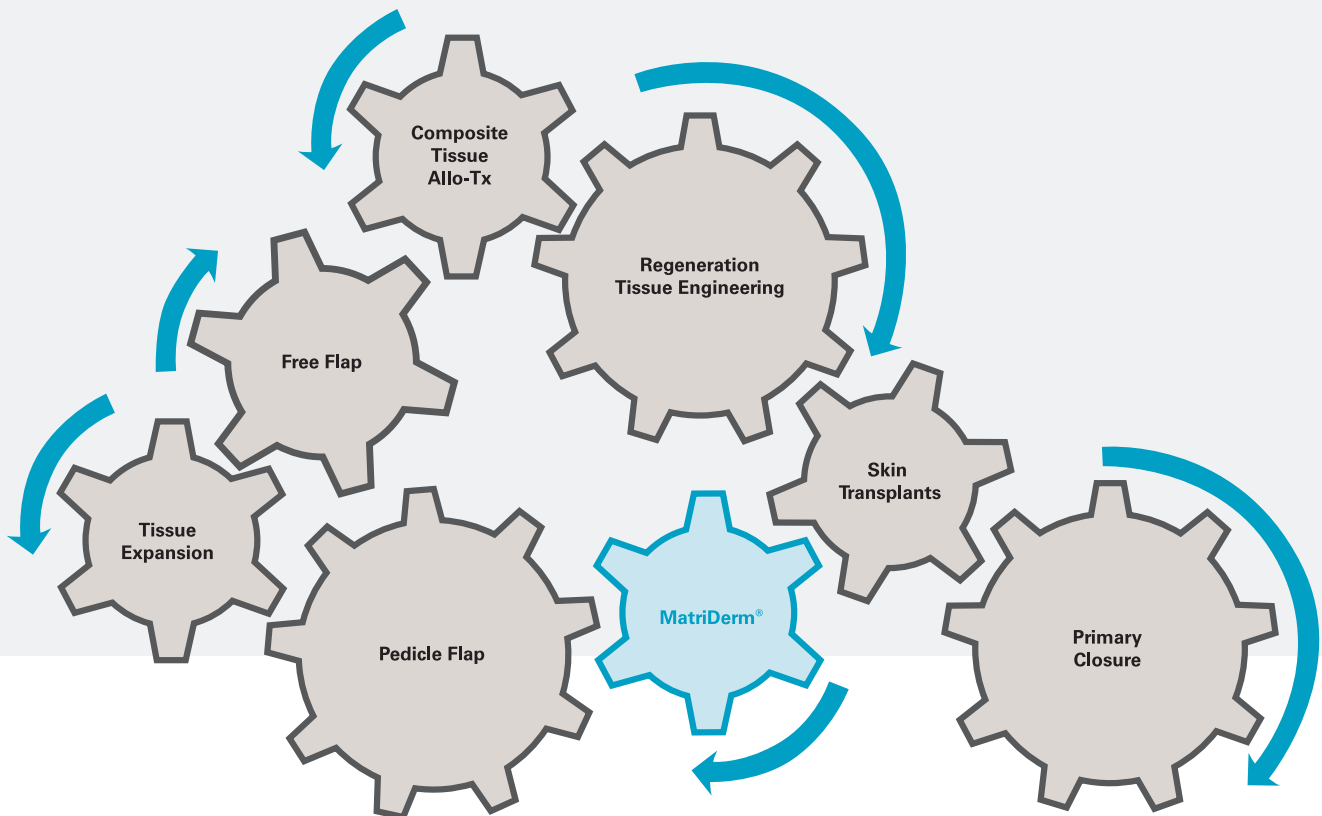 Composite
Tissue
Allo-Tx
Regeneration
Tissue Engineering
Free Flap
Skin
Transplants
Tissue
Expansion
MatriDerm®
Pedicle Flap
Primary
Closure